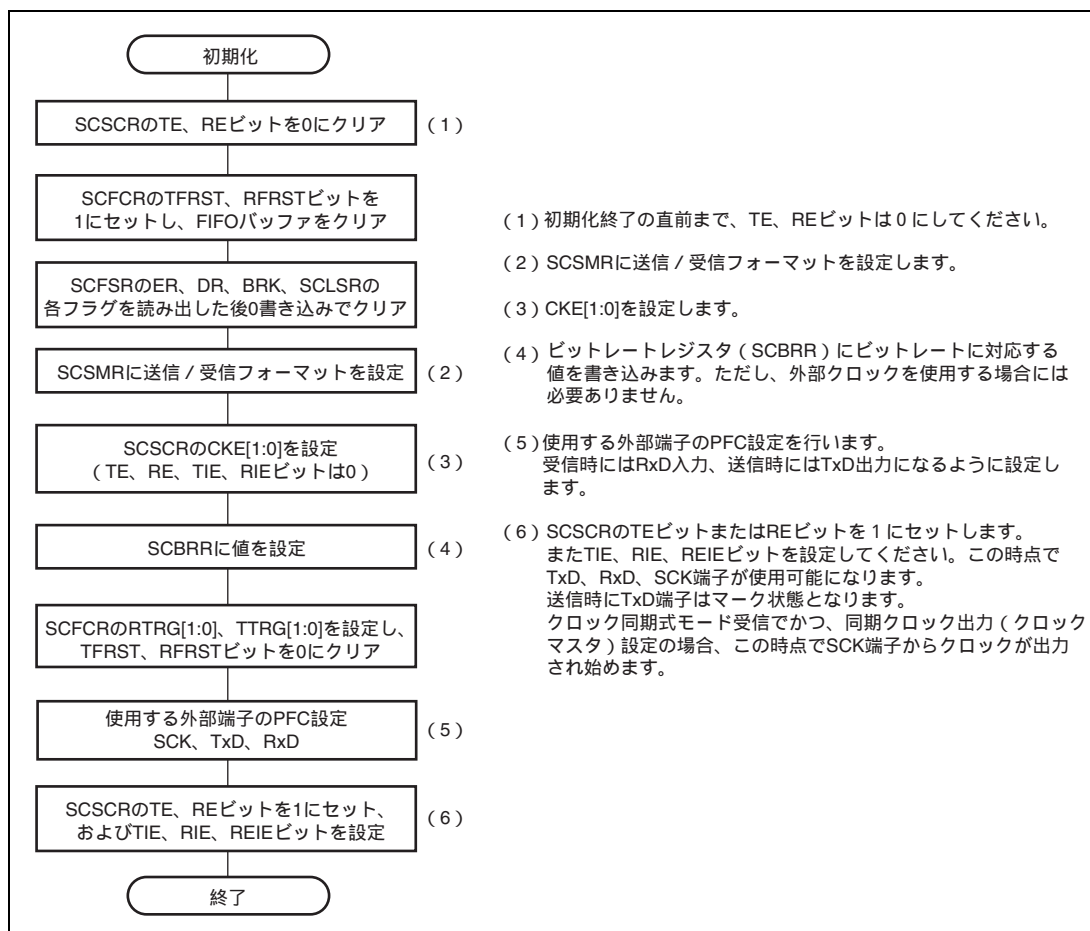 初期化
SCSCRのTE、REビットを0にクリア
(1)
SCFCRのTFRST、RFRSTビットを
1にセットし、FIFOバッファをクリア
SCFSRのER、DR、BRK、SCLSRの
各フラグを読み出した後0書き込みでクリア
SCSMRに送信/受信フォーマットを設定
(2)
SCSCRのCKE[1:0]を設定
(TE、RE、TIE、RIEビットは0)
(3)
SCBRRに値を設定
(4)
SCFCRのRTRG[1:0]、TTRG[1:0]を設定し、
TFRST、RFRSTビットを0にクリア
使用する外部端子のPFC設定
SCK、TxD、RxD
(5)
SCSCRのTE、REビットを1にセット、
およびTIE、RIE、REIEビットを設定
(6)
終了
(1)初期化終了の直前まで、TE、REビットは0にしてください。
(2)SCSMRに送信/受信フォーマットを設定します。
(3)CKE[1:0]を設定します。
(4)ビットレートレジスタ(SCBRR)にビットレートに対応する
値を書き込みます。ただし、外部クロックを使用する場合には
必要ありません。
(5)使用する外部端子のPFC設定を行います。
受信時にはRxD入力、送信時にはTxD出力になるように設定し
ます。
(6)SCSCRのTEビットまたはREビットを1にセットします。
またTIE、RIE、REIEビットを設定してください。この時点で
TxD、RxD、SCK端子が使用可能になります。
送信時にTxD端子はマーク状態となります。
クロック同期式モード受信でかつ、同期クロック出力(クロック
マスタ)設定の場合、この時点でSCK端子からクロックが出力
され始めます。